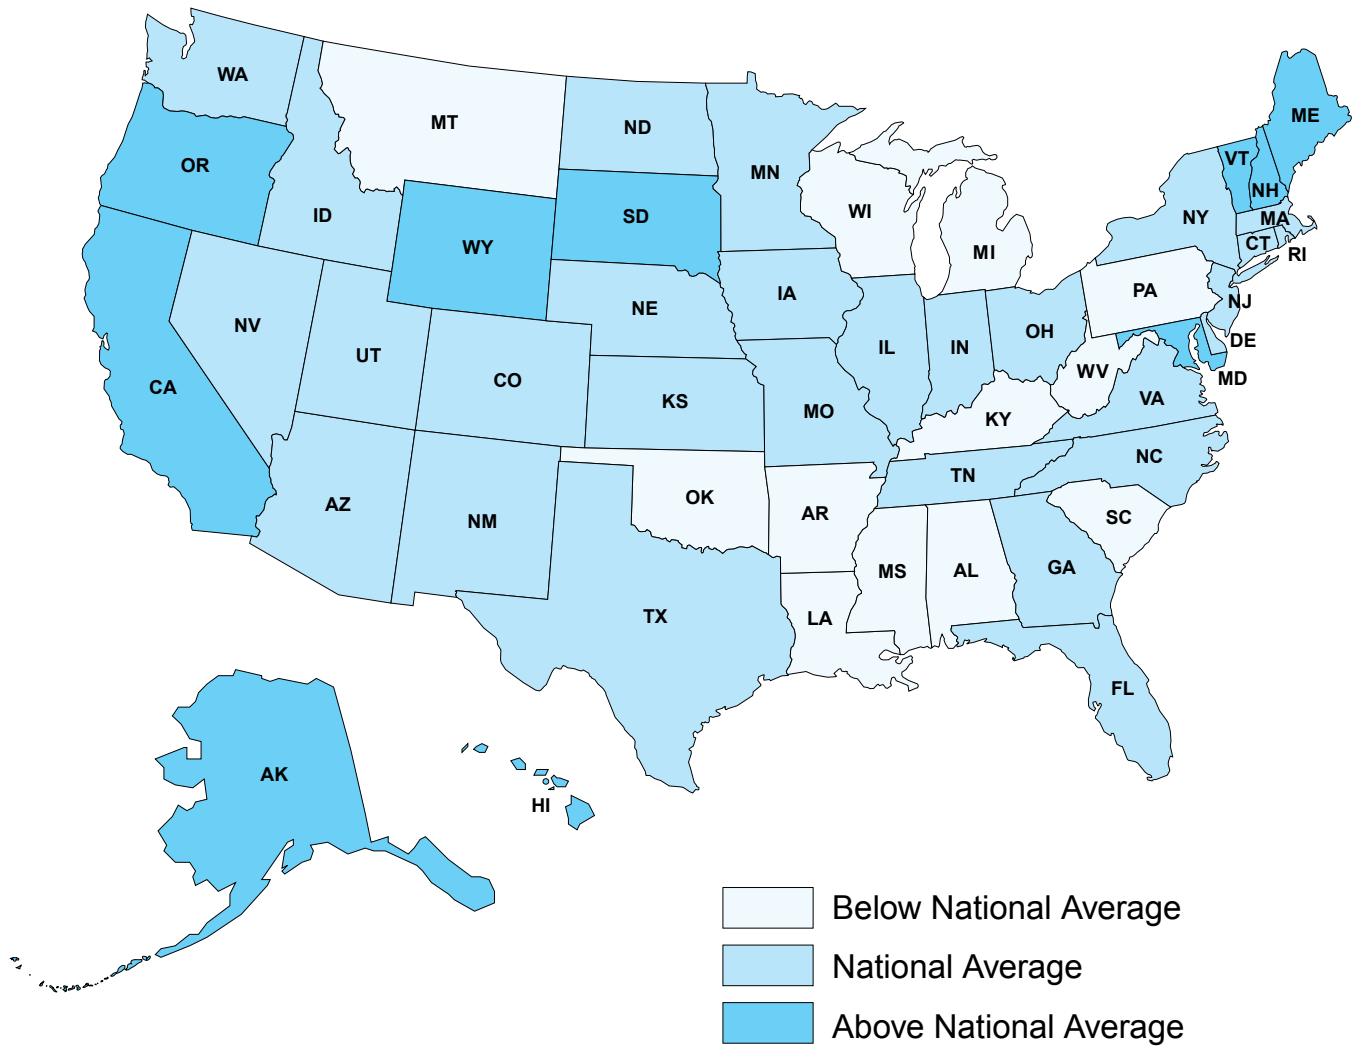 WA
MT
ND
MN
ME
VT
NH
OR
ID
WY
SD
WI
MI
NY
MA
CT
RI
NV
UT
CO
NE
IA
IL
IN
OH
PA
NJ
DE
MD
CA
KS
MO
WV
VA
KY
NC
TN
AZ
NM
OK
AR
SC
MS
AL
GA
LA
TX
FL
AK
HI
Below National Average
National Average
Above National Average